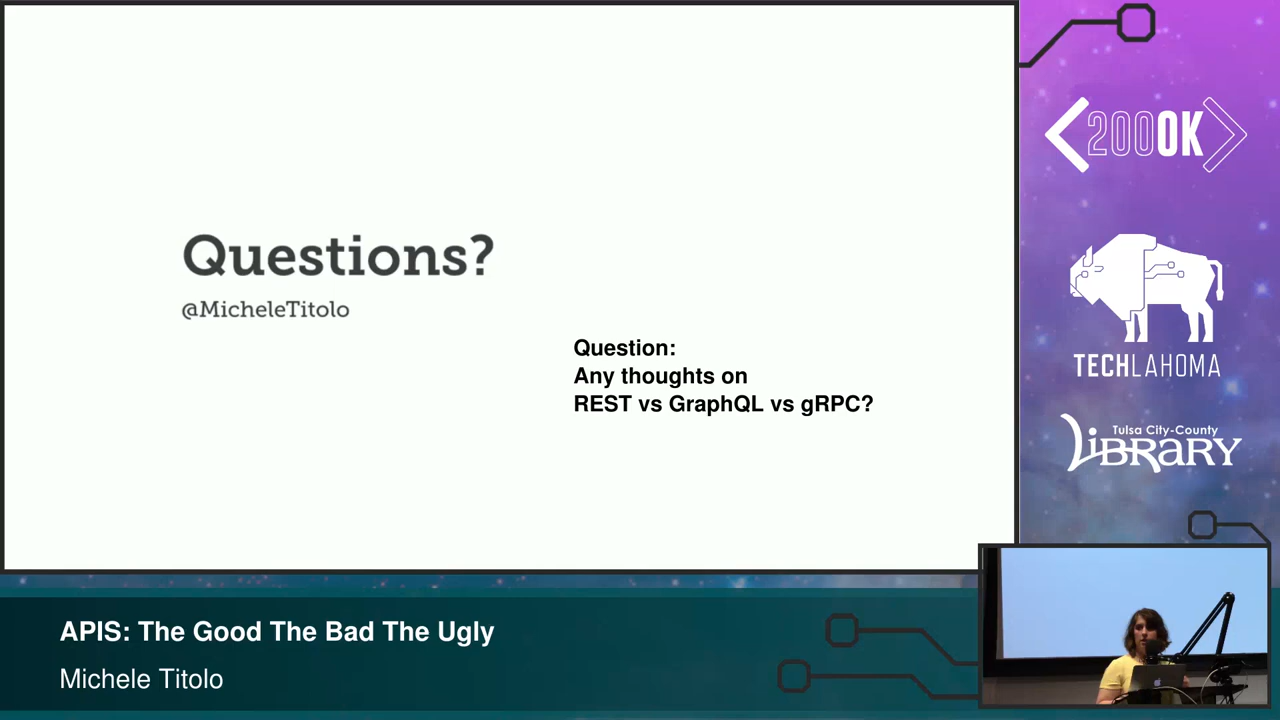 Questions?
@MicheleTitolo
Question:
Any thoughts on
REST vs GraphQL vs gRPC?
200OK
TECHLAHOMA
Tulsa City-County
LiBRARY
APIS: The Good The Bad The Ugly
Michele Titolo